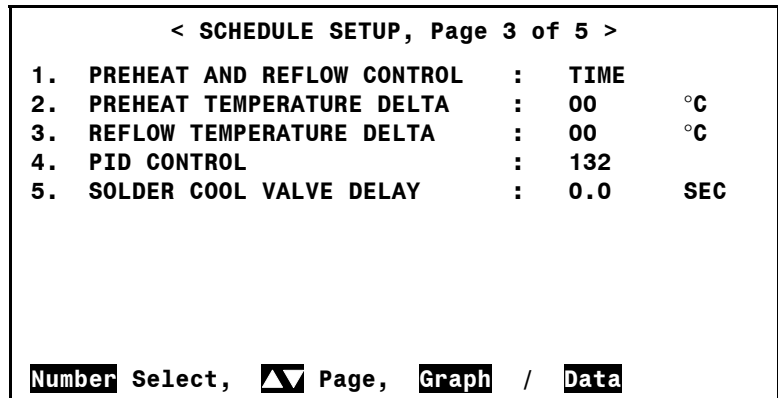 < SCHEDULE SETUP, Page 3 of 5 >
1. PREHEAT AND REFLOW CONTROL : TIME
2. PREHEAT TEMPERATURE DELTA : 00 °C
3. REFLOW TEMPERATURE DELTA : 00 °C
4. PID CONTROL : 132
5. SOLDER COOL VALVE DELAY : 0.0 SEC
Number Select, ▲▼ Page, Graph / Data